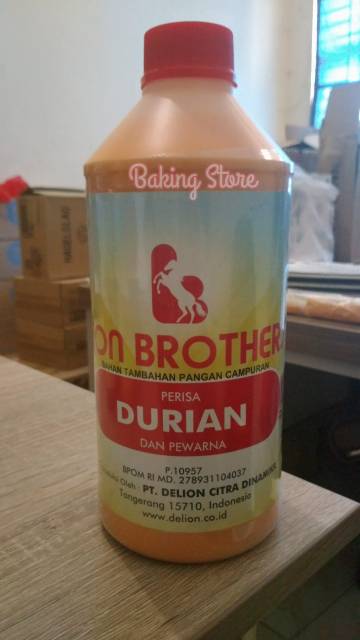 Baking Store
on BROTHER
BAHAN TAMBAHAN PANGAN CAMPURAN
PERISA
DURIAN
DAN PEWARNA
P.10957
BPOM RI MD. 278931104037
Oleh : PT. DELION CITRA DINAMIKA
Tangerang 15710, Indonesia
www.delion.co.id